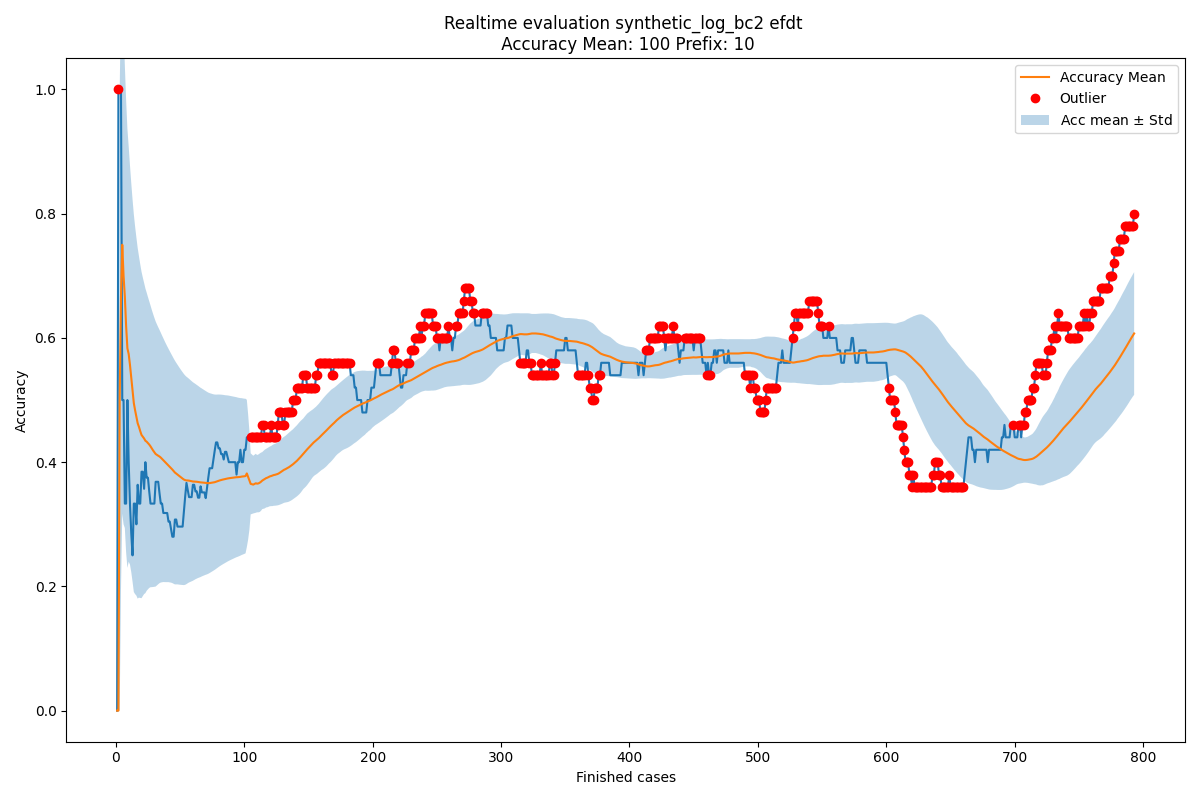 Realtime evaluation synthetic_log_bc2 efdt
Accuracy Mean: 100 Prefix: 10
Accuracy Mean
Outlier
Acc mean ± Std
1.0
0.8
0.6
0.4
0.2
0.0
Accuracy
0 100 200 300 400 500 600 700 800
Finished cases